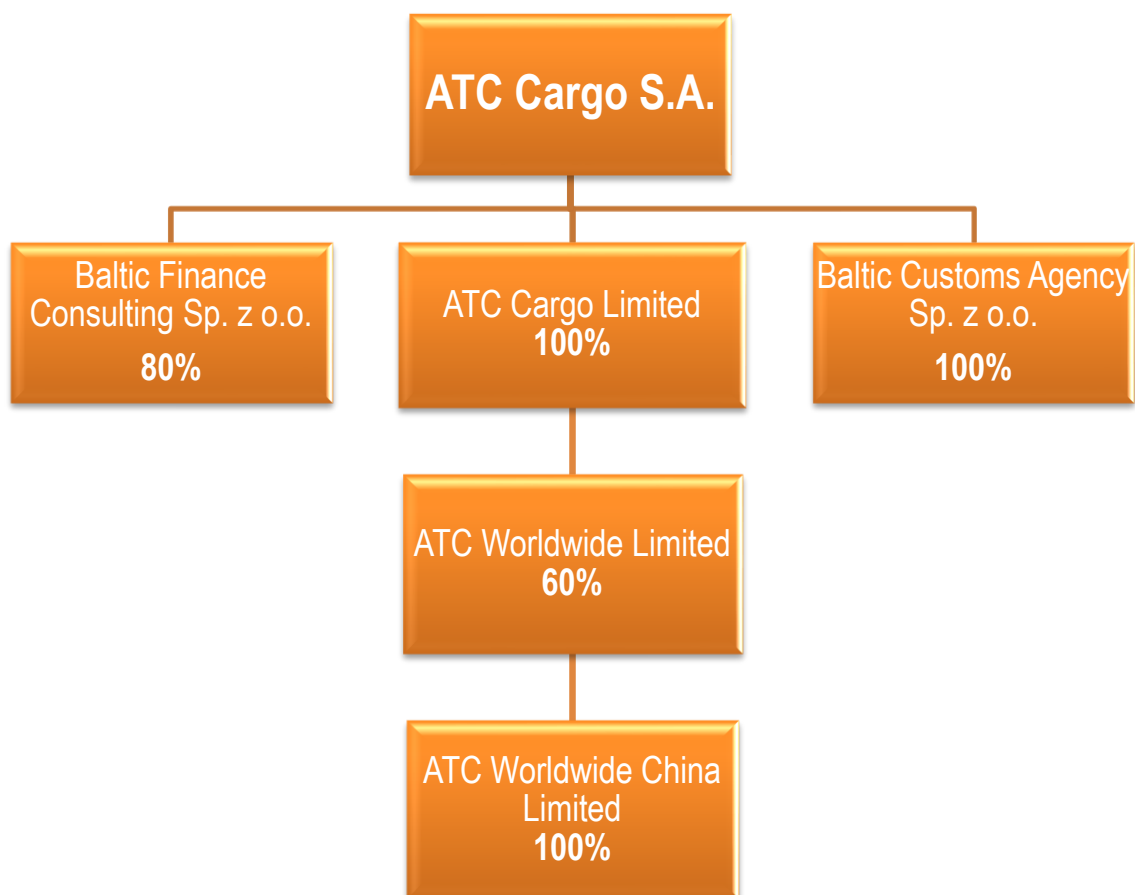 ATC Cargo S.A.
Baltic Finance
Consulting Sp. z o.o.
80%
ATC Cargo Limited
100%
Baltic Customs Agency
Sp. z o.o.
100%
ATC Worldwide Limited
60%
ATC Worldwide China
Limited
100%